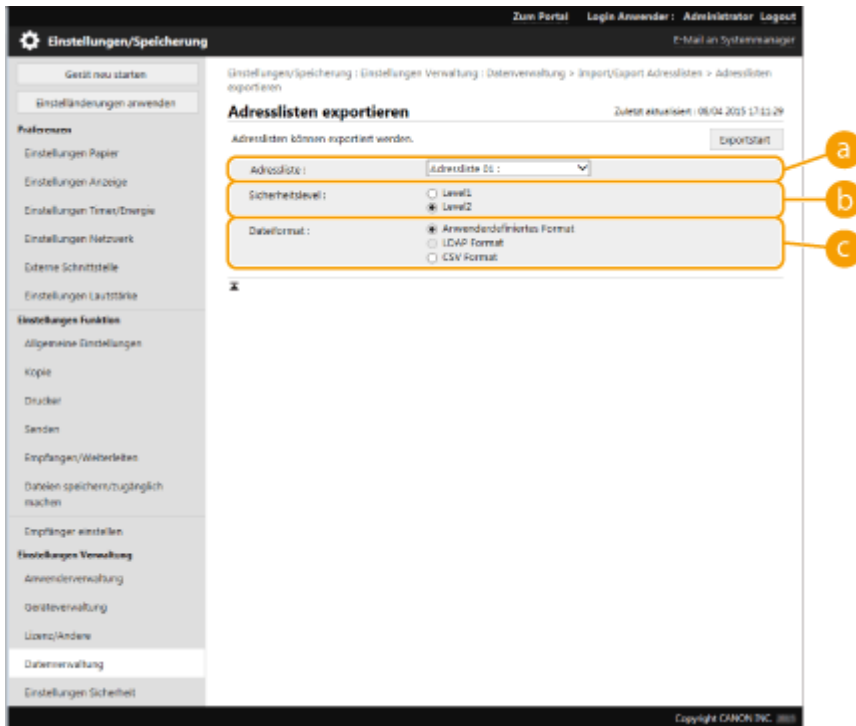 Zum Portal Login Anwender : Administrator Logout
Einstellungen/Speicherung
E-Mail an Systemmanager
Gerät neu starten
Einstelländerungen anwenden
Präferenzen
Einstellungen Papier
Einstellungen Anzeige
Einstellungen Timer/Energie
Einstellungen Netzwerk
Externe Schnittstelle
Einstellungen Lautstärke
Einstellungen Funktion
Allgemeine Einstellungen
Kopie
Drucker
Senden
Empfangen/Weiterleiten
Dateien speichern/zugänglich
machen
Empfänger einstellen
Einstellungen Verwaltung
Anwenderverwaltung
Geräteverwaltung
Lizenz/Andere
Datenverwaltung
Einstellungen Sicherheit
Einstellungen/Speicherung : Einstellungen Verwaltung : Datenverwaltung > Import/Export Adresslisten > Adresslisten
exportieren
Adresslisten exportieren
Zuletzt aktualisiert : 06/04 2015 17:11:29
Adresslisten können exportiert werden.
Exportstart
Adressliste :
Adressliste 01 :
a
Sicherheitslevel :
Level1
Level2
b
Dateiformat :
Anwenderdefiniertes Format
LDAP Format
CSV Format
c
Copyright CANON INC.